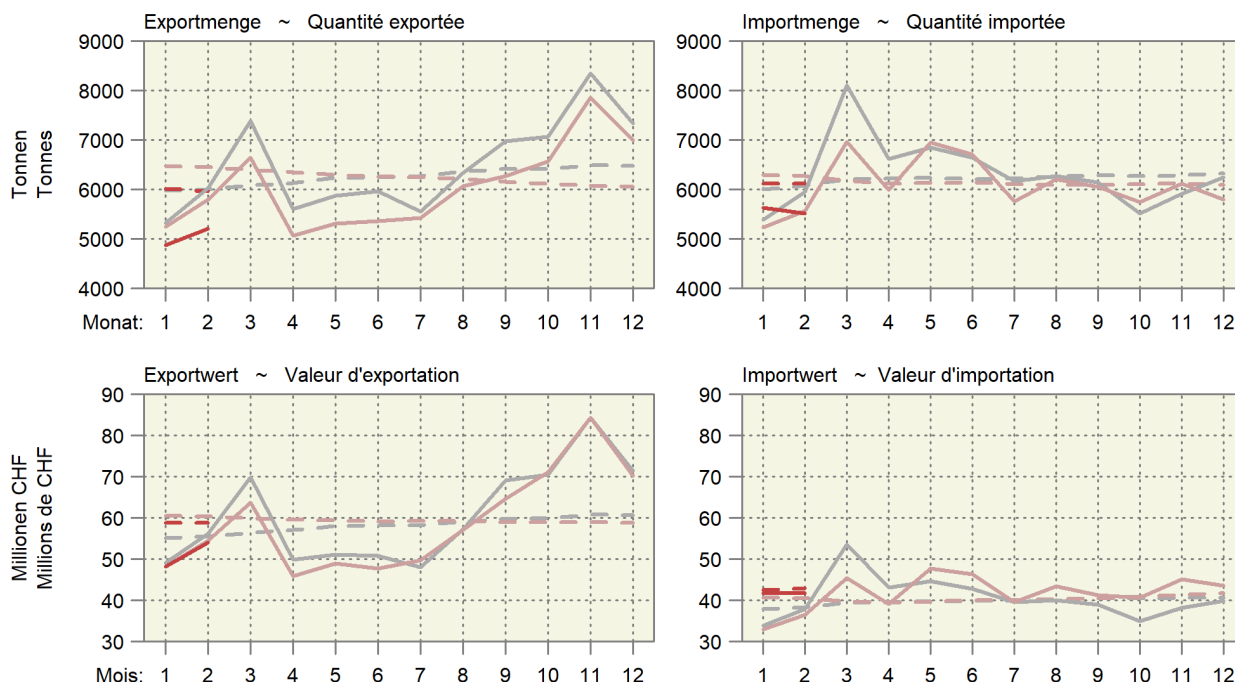 Exportmenge ~ Quantité exportée
9000
8000
7000
6000
5000
4000
Tonnen
Tonnes
Monat: 1 2 3 4 5 6 7 8 9 10 11 12
Importmenge ~ Quantité importée
9000
8000
7000
6000
5000
4000
1 2 3 4 5 6 7 8 9 10 11 12
Exportwert ~ Valeur d'exportation
90
80
70
60
50
40
30
Millionen CHF
Millions de CHF
Mois: 1 2 3 4 5 6 7 8 9 10 11 12
Importwert ~ Valeur d'importation
90
80
70
60
50
40
30
1 2 3 4 5 6 7 8 9 10 11 12